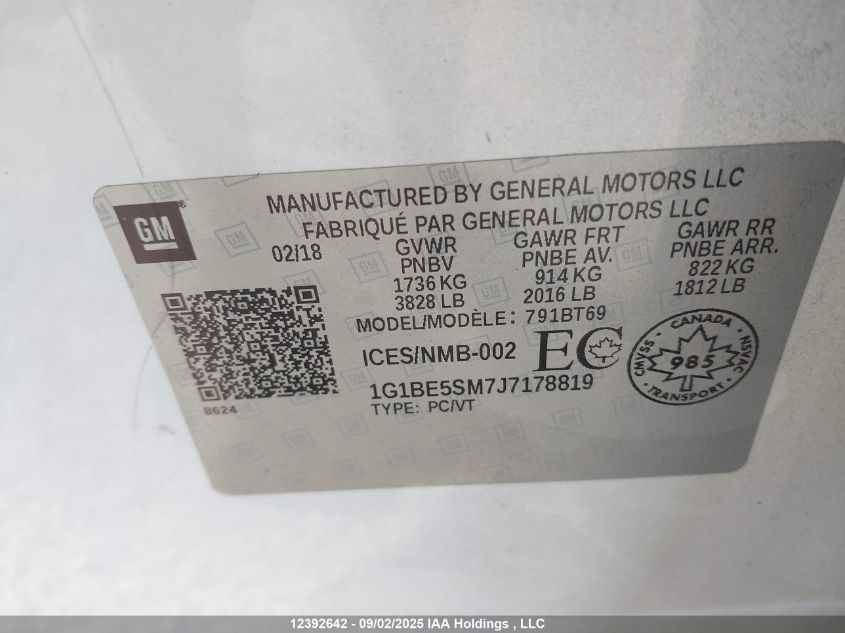 MANUFACTURED BY GENERAL MOTORS LLC
FABRIQUÉ PAR GENERAL MOTORS LLC
GM
02/18
GVWR
PNBV
1736 KG
3828 LB
GAWR FRT
PNBE AV.
914 KG
2016 LB
GAWR RR
PNBE ARR.
822 KG
1812 LB
MODEL/MODÈLE: 791BT69
ICES/NMB-002
EC
CANADA
CMVSS
NSVAC
985
TRANSPORT
1G1BE5SM7J7178819
TYPE: PC/VT
8624
12392642 - 09/02/2025 IAA Holdings , LLC